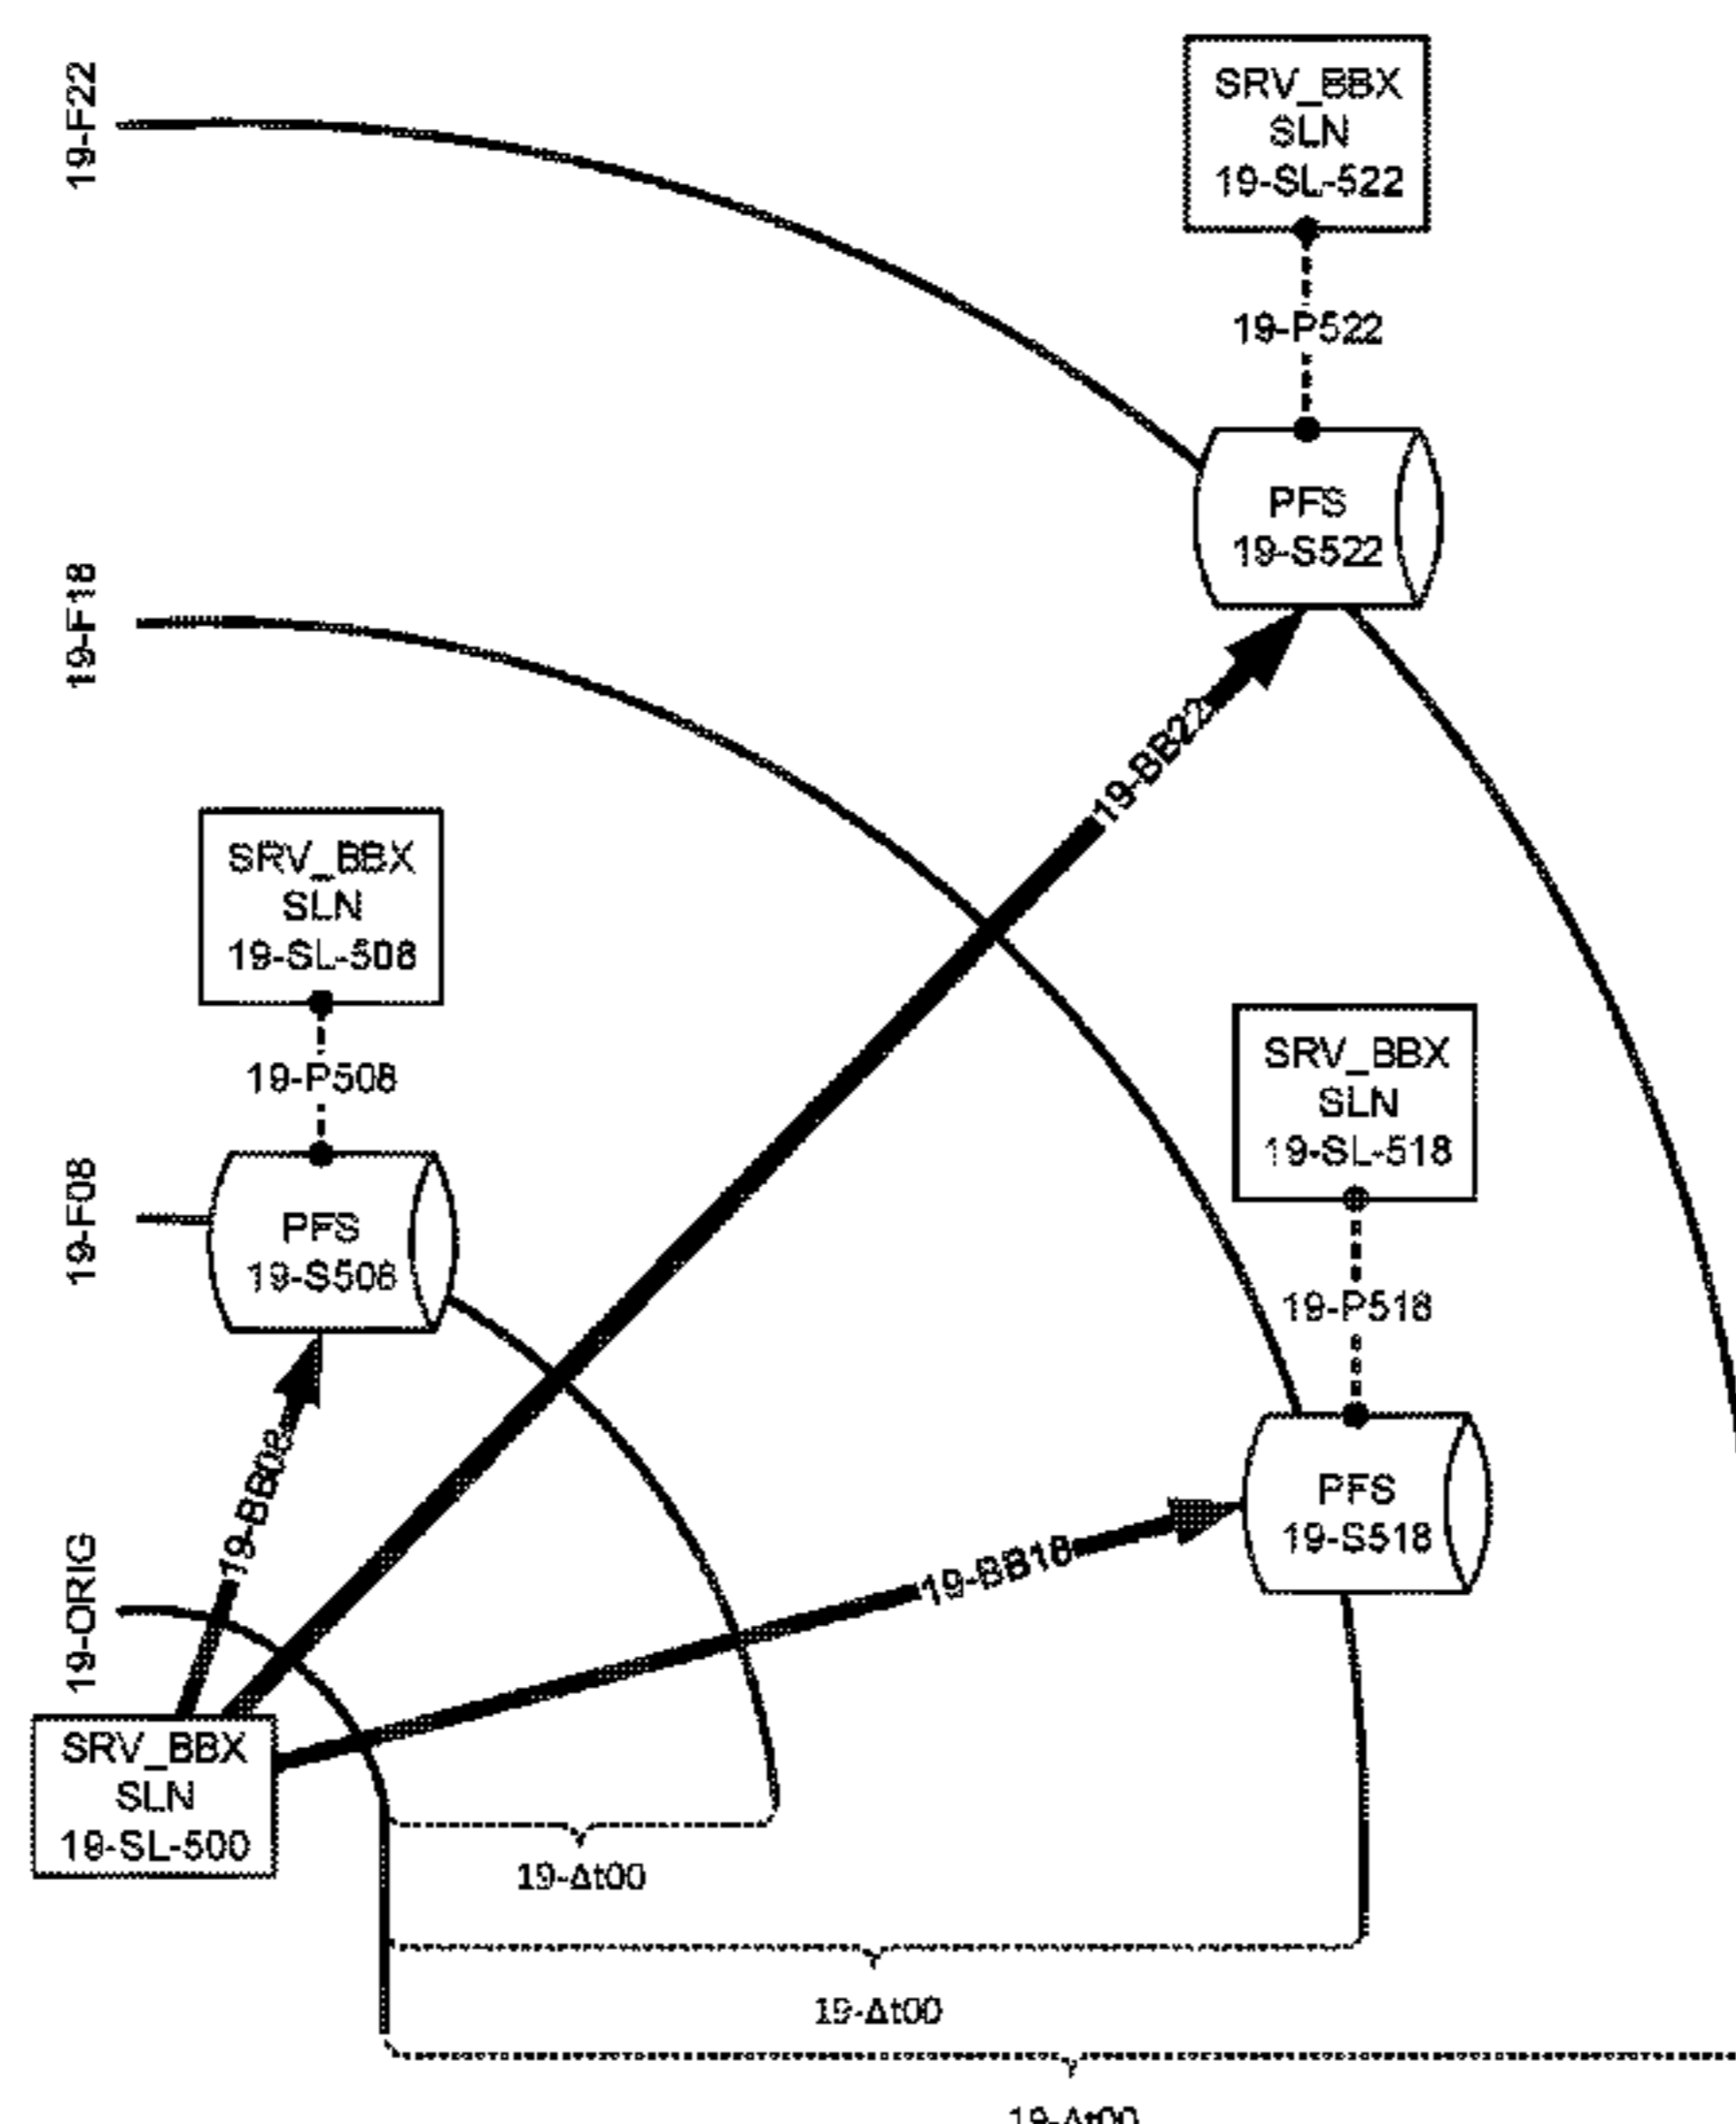 19-F22
SRV_BBX
SLN
19-SL-522
19-P522
PFS
19-S522
19-F18
19-BB22
SRV_BBX
SLN
19-SL-508
19-P508
19-F08
PFS
19-S508
SRV_BBX
SLN
19-SL-518
19-P518
PFS
19-S518
19-BB08
19-BB18
19-ORIG
SRV_BBX
SLN
19-SL-500
19-Δt00
19-Δt00
19-Δt00